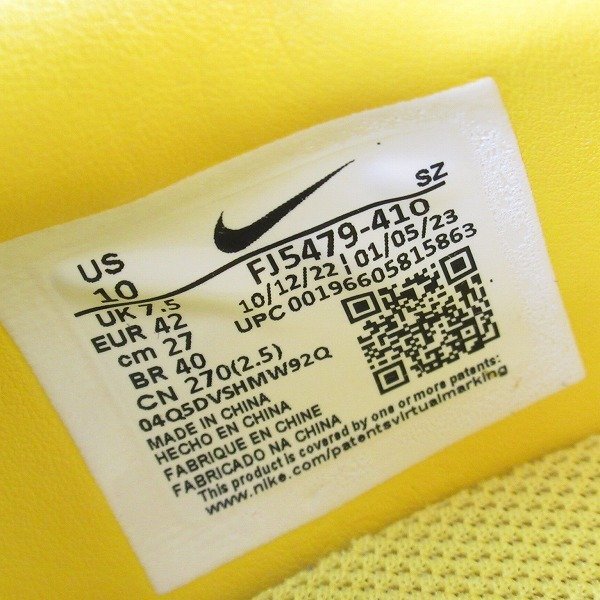 SZ
US
10
FJ5479-410
UK 7.5
10/12/22 | 01/05/23
EUR 42
UPC 00196605815863
cm 27
BR 40
CN 270(2.5)
04Q5DVSHMW92Q
MADE IN CHINA
HECHO EN CHINA
FABRIQUE EN CHINE
FABRICADO NA CHINA
This product is covered by one or more patents:
www.nike.com/patentsvirtualmarking